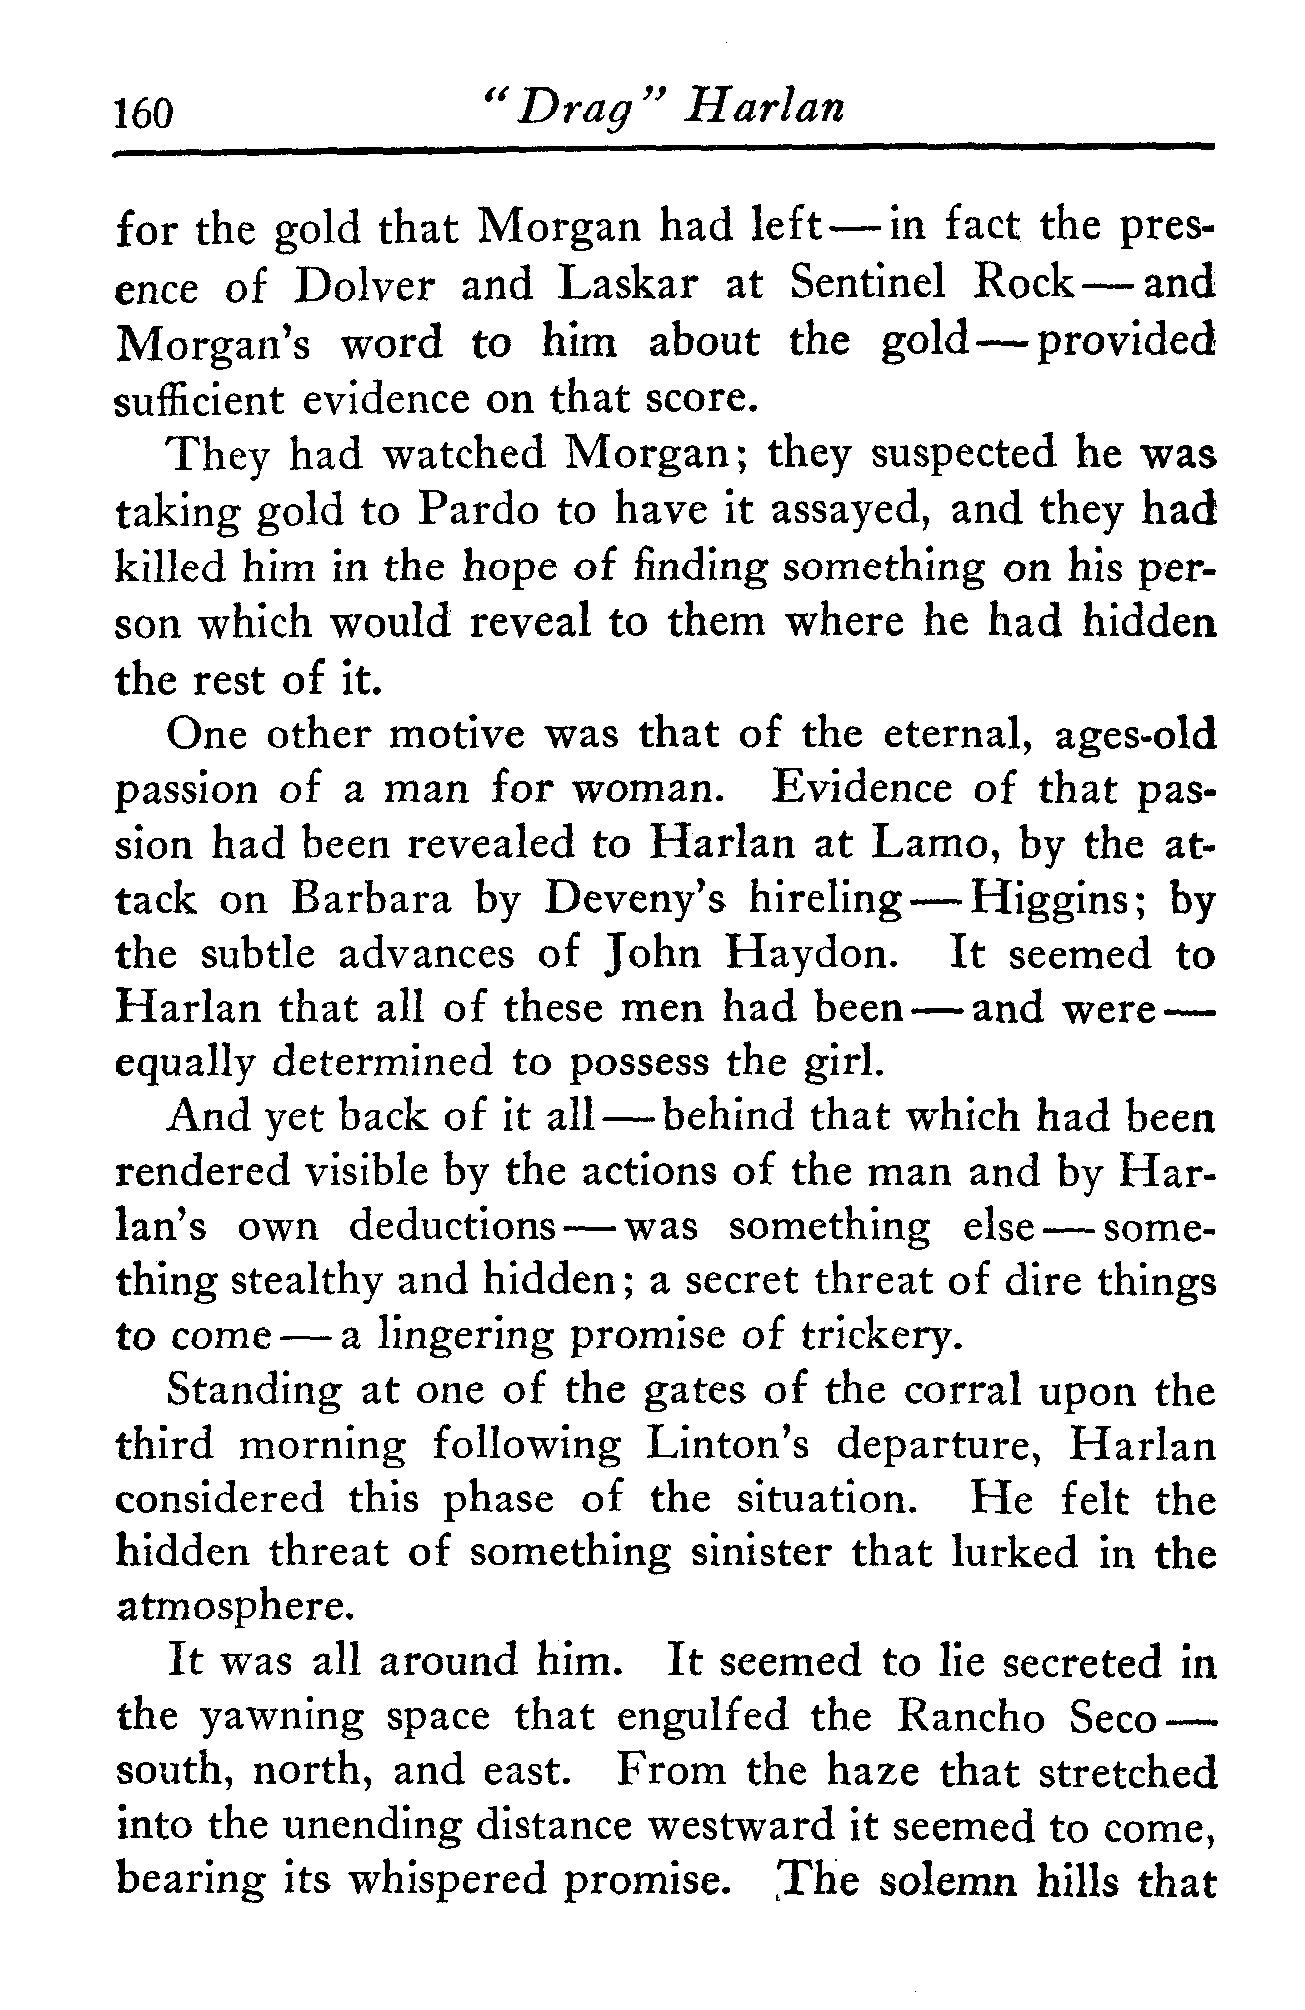 160 “Drag” Harlan
for the gold that Morgan had left—in fact the pres-
ence of Dolver and Laskar at Sentinel Rock—and
Morgan's word to him about the gold—provided
sufficient evidence on that score.
They had watched Morgan; they suspected he was
taking gold to Pardo to have it assayed, and they had
killed him in the hope of finding something on his per-
son which would reveal to them where he had hidden
the rest of it.
One other motive was that of the eternal, ages-old
passion of a man for woman. Evidence of that pas-
sion had been revealed to Harlan at Lamo, by the at-
tack on Barbara by Deveny's hireling—Higgins; by
the subtle advances of John Haydon. It seemed to
Harlan that all of these men had been—and were—
equally determined to possess the girl.
And yet back of it all—behind that which had been
rendered visible by the actions of the man and by Har-
lan's own deductions—was something else—some-
thing stealthy and hidden; a secret threat of dire things
to come—a lingering promise of trickery.
Standing at one of the gates of the corral upon the
third morning following Linton's departure, Harlan
considered this phase of the situation. He felt the
hidden threat of something sinister that lurked in the
atmosphere.
It was all around him. It seemed to lie secreted in
the yawning space that engulfed the Rancho Seco—
south, north, and east. From the haze that stretched
into the unending distance westward it seemed to come,
bearing its whispered promise. The solemn hills that